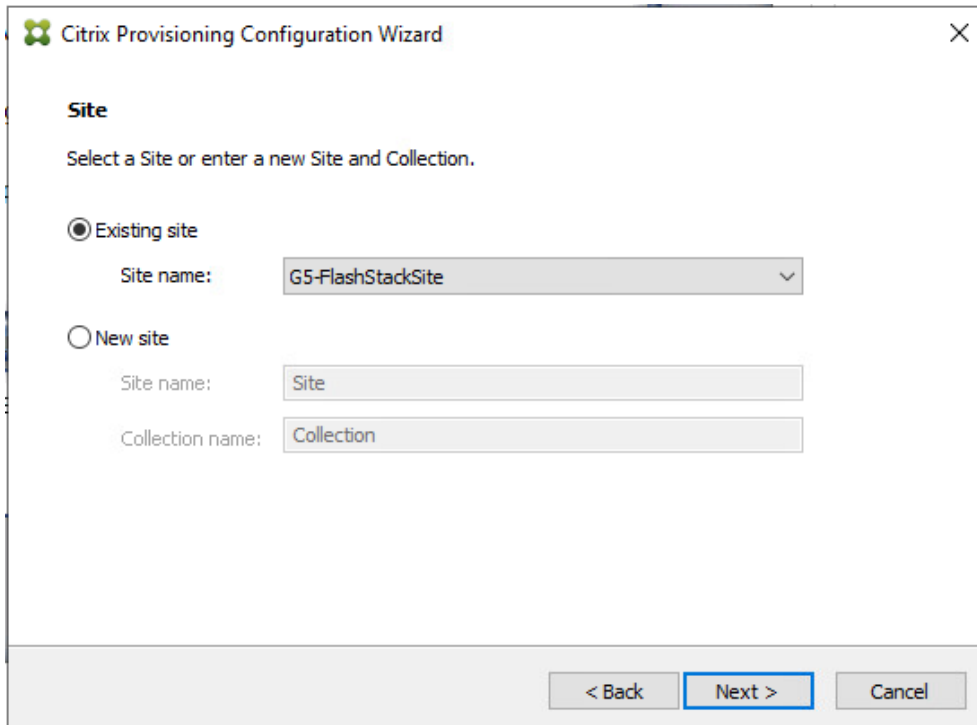 Citrix Provisioning Configuration Wizard
Site
Select a Site or enter a new Site and Collection.
Existing site
Site name: G5-FlashStackSite
New site
Site name: Site
Collection name: Collection
< Back Next > Cancel